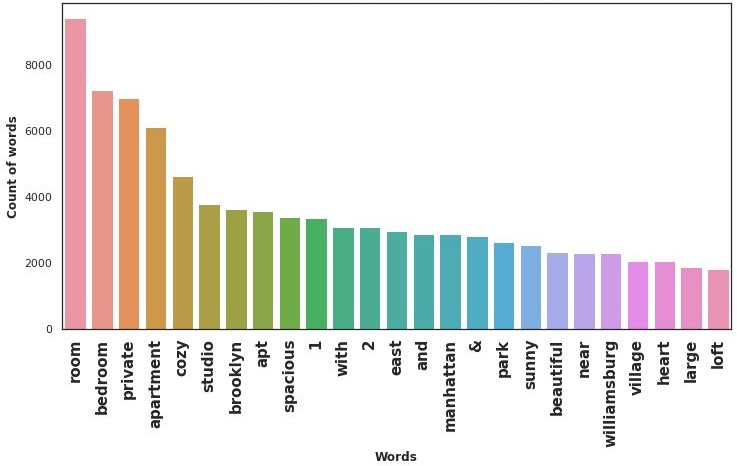 Count of words
8000
6000
4000
2000
0
room
bedroom
private
apartment
cozy
studio
brooklyn
apt
spacious
1
with
2
east
and
manhattan
&
park
sunny
beautiful
near
williamsburg
village
heart
large
loft
Words